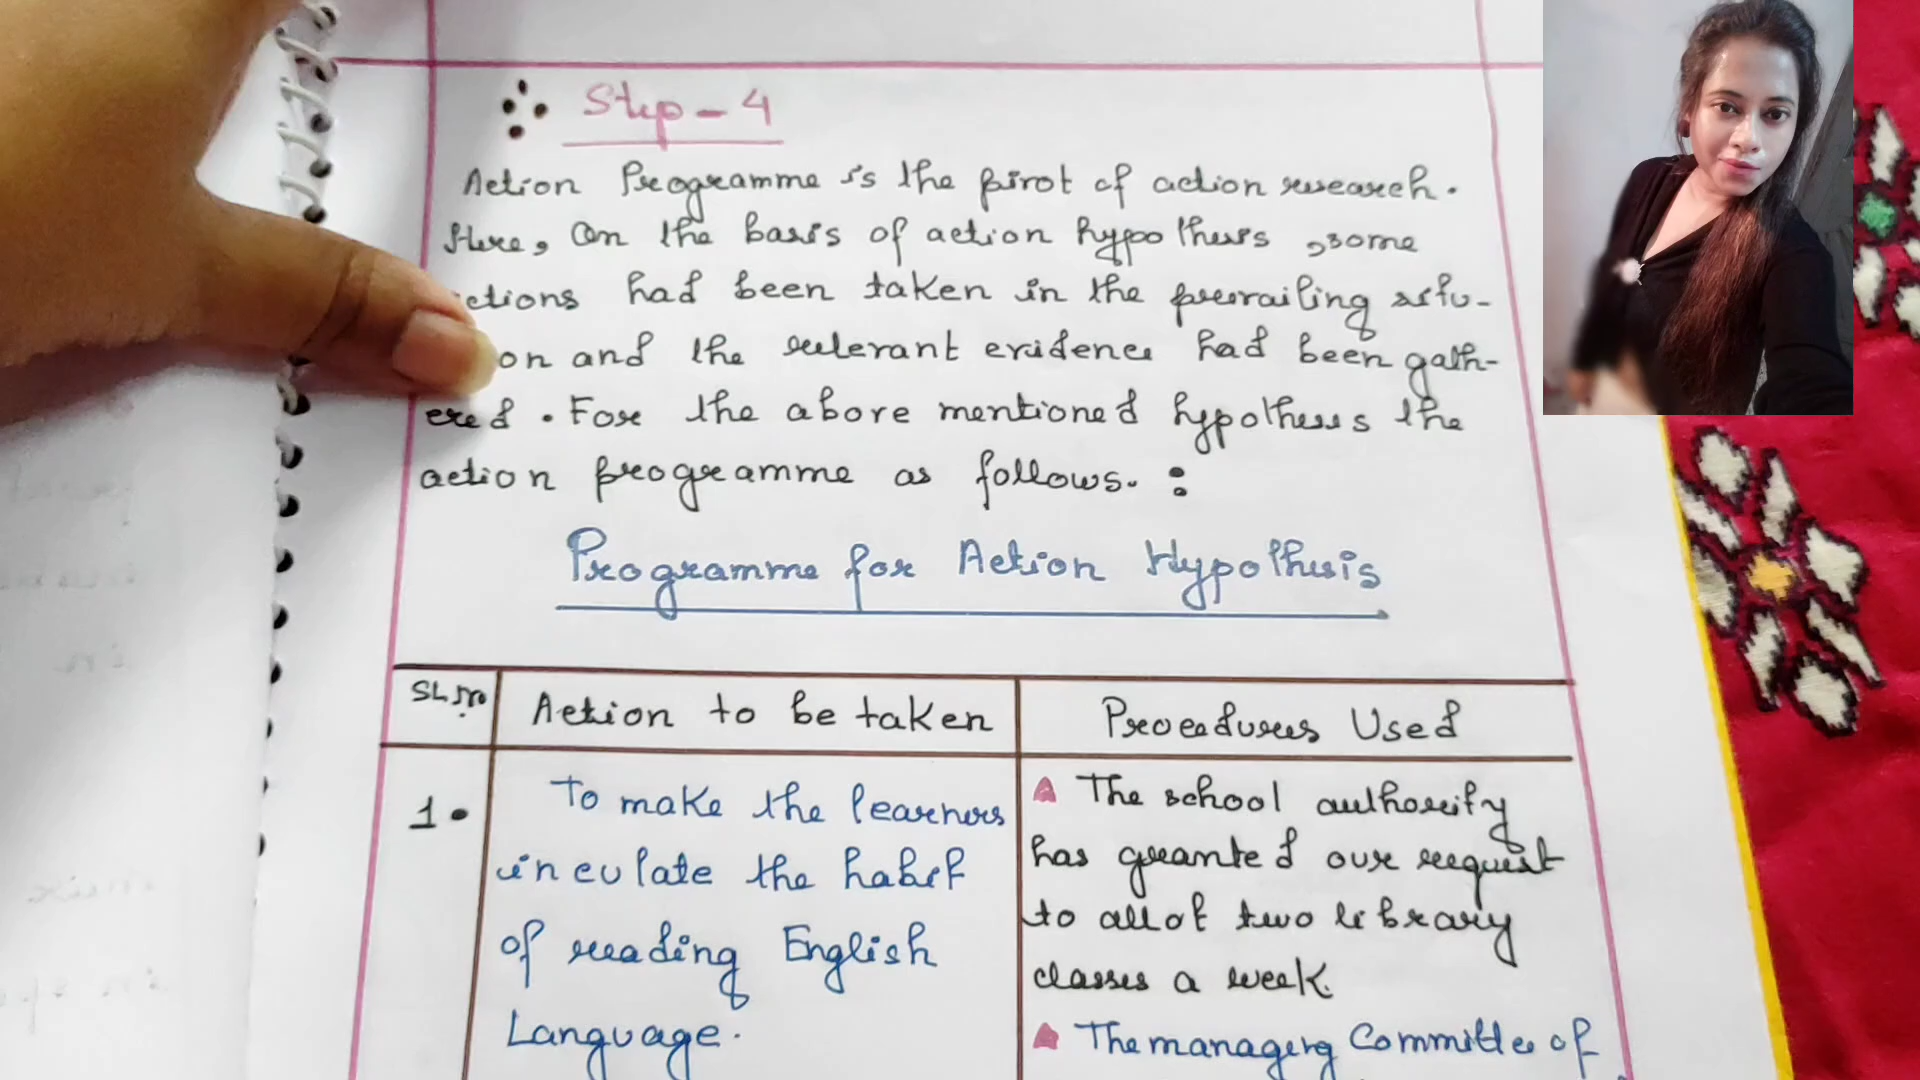 Step - 4
Action Programme is the pivot of action research.
Here, On the basis of action hypothesis, some
ctions had been taken in the prevailing situ-
on and the relevant evidence had been gath-
ered. For the above mentioned hypothesis the
action programme as follows. :
Programme for Action Hypothesis
SL.no
Action to be taken
Procedures Used
1.
To make the learners
inculate the habit
of reading English
Language.
The school authority
has granted our request
to allot two library
classes a week.
The managing Committee of